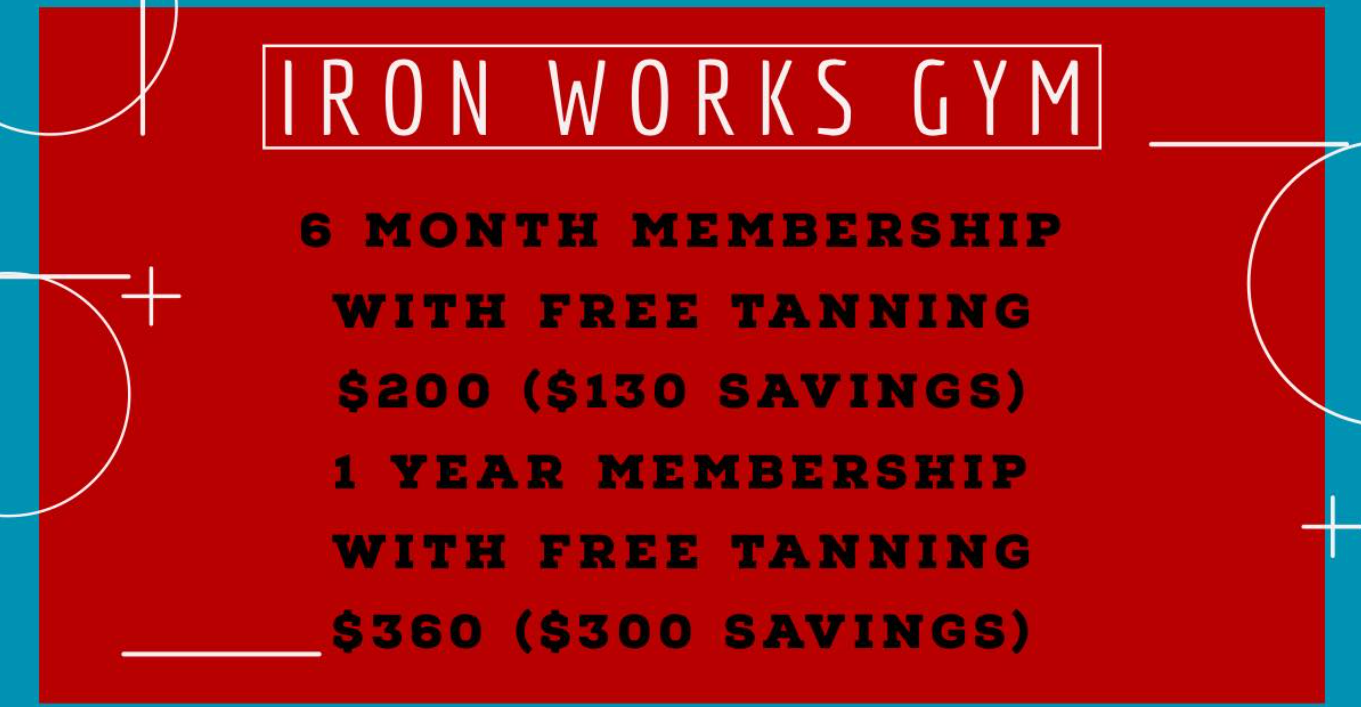 IRON WORKS GYM
6 MONTH MEMBERSHIP
WITH FREE TANNING
$200 ($130 SAVINGS)
1 YEAR MEMBERSHIP
WITH FREE TANNING
$360 ($300 SAVINGS)